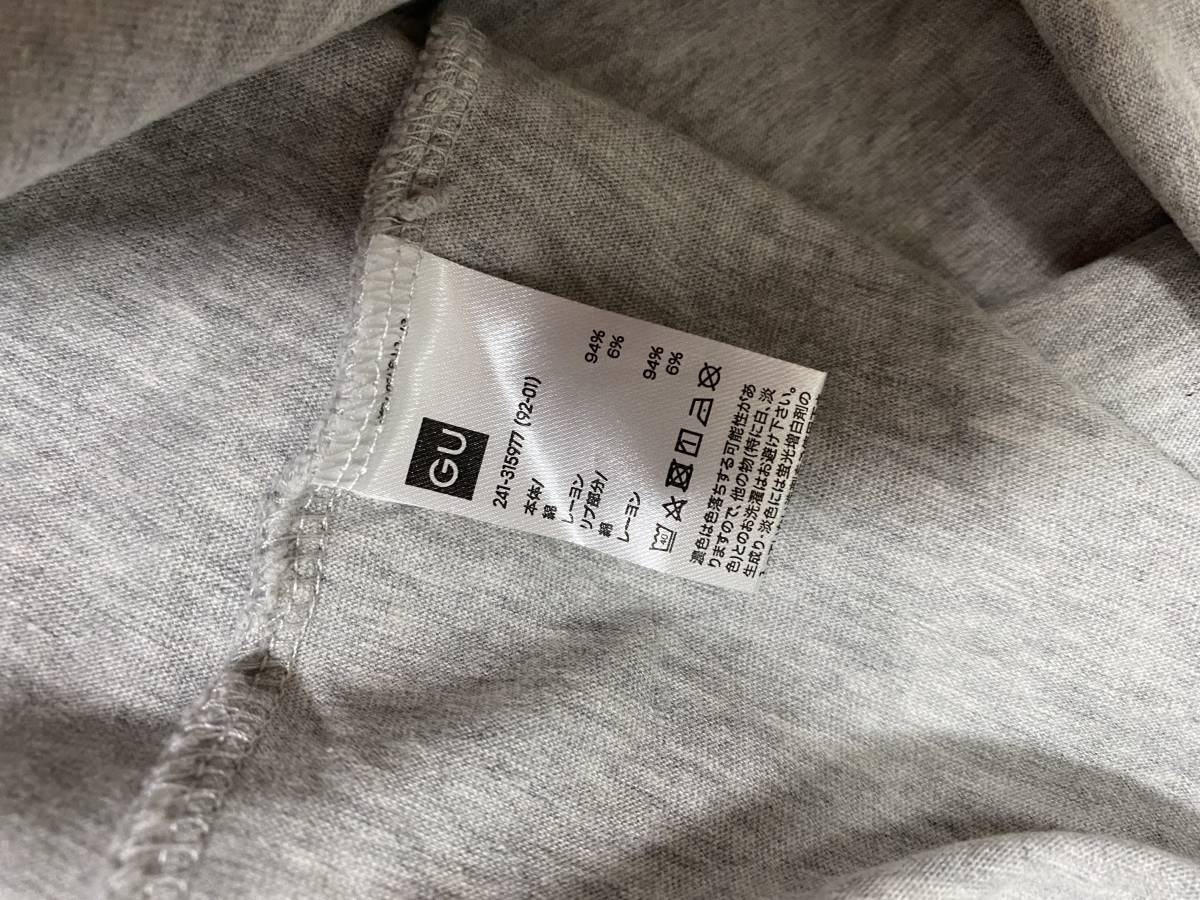 GU
241-315977 (92-01)
本体/
綿 94%
レーヨン 6%
リブ部分/
綿 94%
レーヨン 6%
40
濃色は色落ちする可能性があ
りますので、他の物(特に白、淡
色)とのお洗濯はお避け下さい。
生成り・淡色には蛍光増白剤の